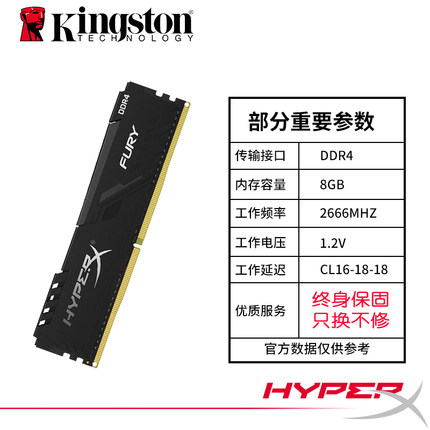 Kingston
TECHNOLOGY
DDR4
FURY
HYPERX
部分重要参数
传输接口 DDR4
内存容量 8GB
工作频率 2666MHZ
工作电压 1.2V
工作延迟 CL16-18-18
优质服务 终身保固
只换不修
官方数据仅供参考
HYPERX